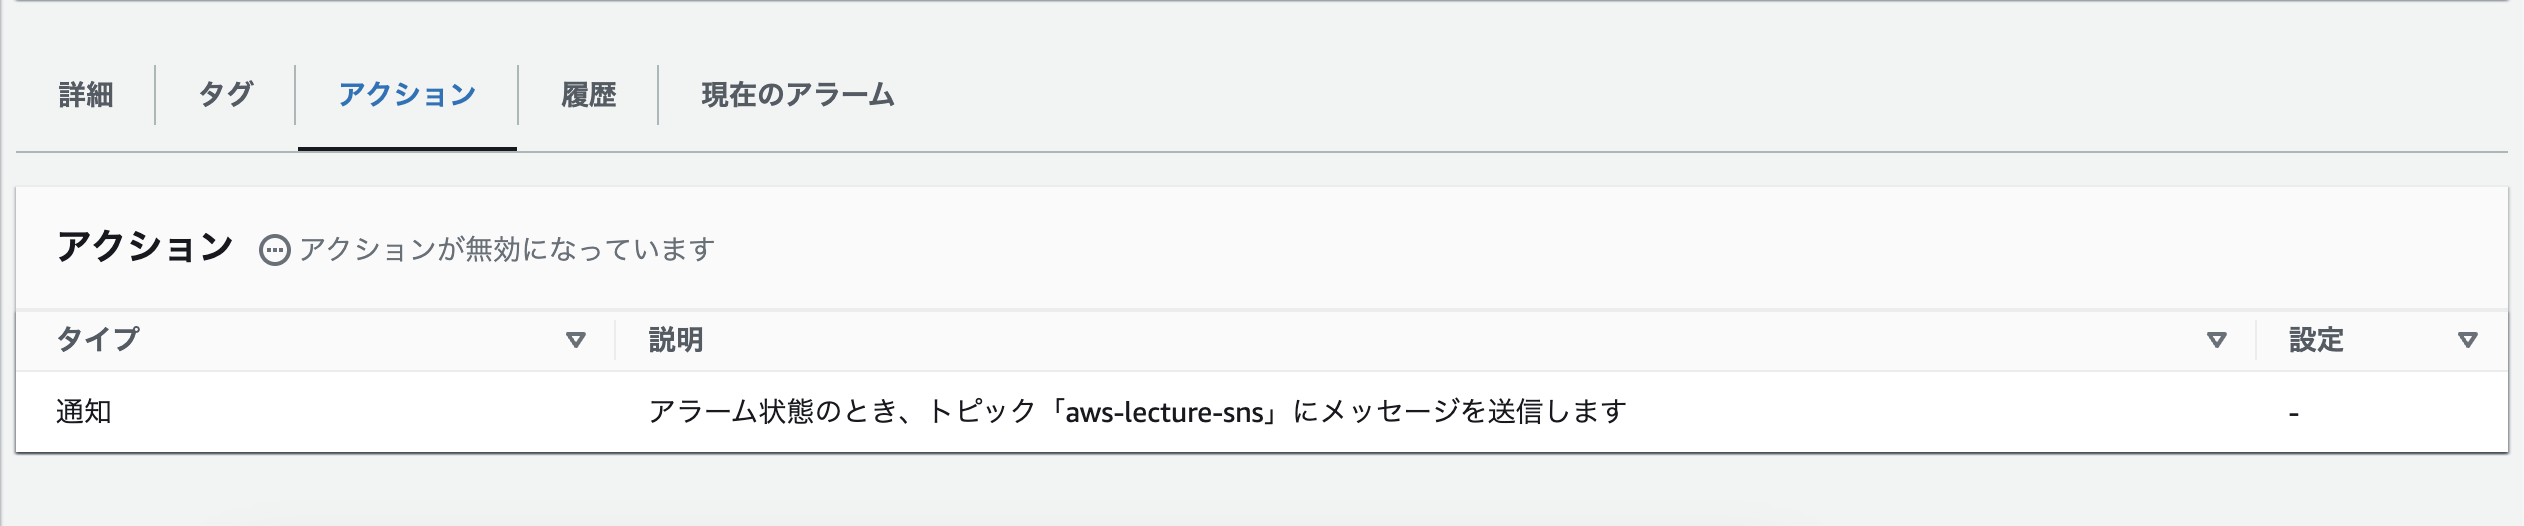 詳細 タグ アクション 履歴 現在のアラーム
アクション アクションが無効になっています
タイプ 説明 設定
通知 アラーム状態のとき、トピック「aws-lecture-sns」にメッセージを送信します -